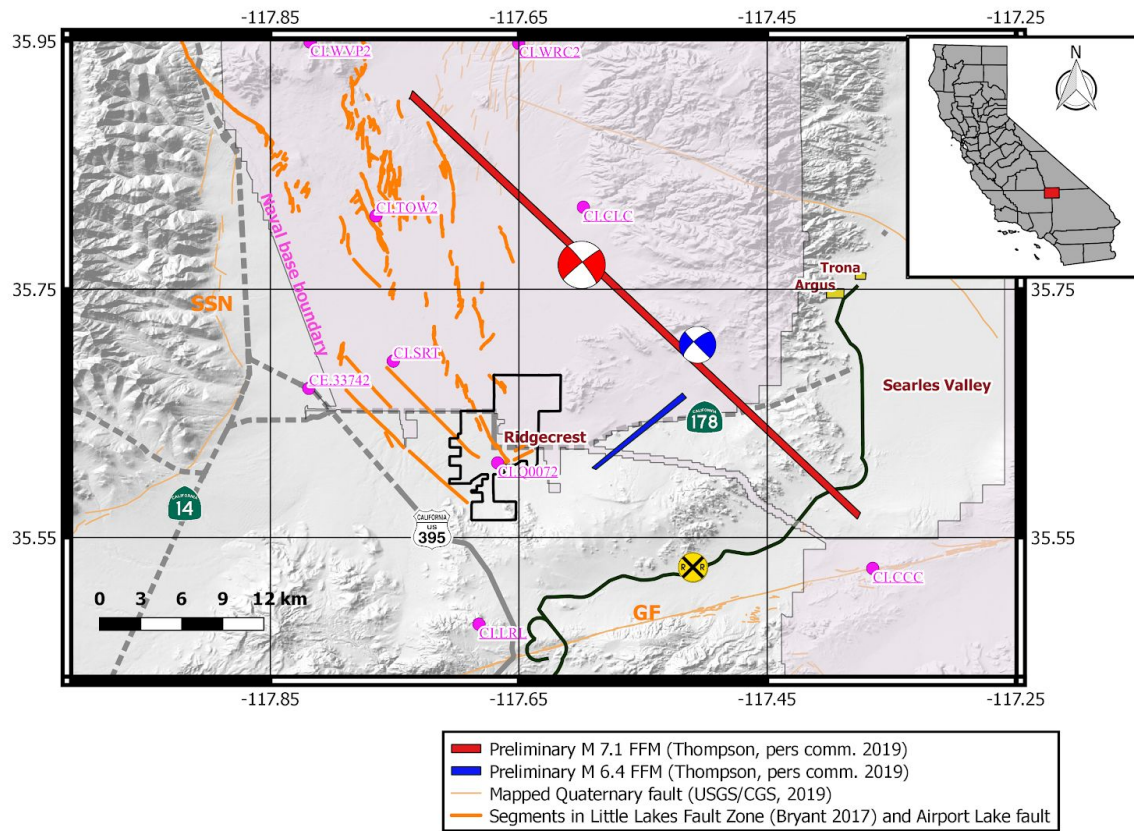 -117.85
-117.65
-117.45
-117.25
35.95
CI.WVP2
CI.WRC2
N
CI.TOW2
CI.CLC
Naval base boundary
Trona
Argus
35.75
35.75
SSN
CI.SRT
CE.33742
Searles Valley
CALIFORNIA
178
Ridgecrest
CI.Q0072
CALIFORNIA
14
CALIFORNIA
US
395
35.55
35.55
R R
CI.CCC
0 3 6 9 12 km
GF
CI.LRL
-117.85
-117.65
-117.45
-117.25
Preliminary M 7.1 FFM (Thompson, pers comm. 2019)
Preliminary M 6.4 FFM (Thompson, pers comm. 2019)
Mapped Quaternary fault (USGS/CGS, 2019)
Segments in Little Lakes Fault Zone (Bryant 2017) and Airport Lake fault